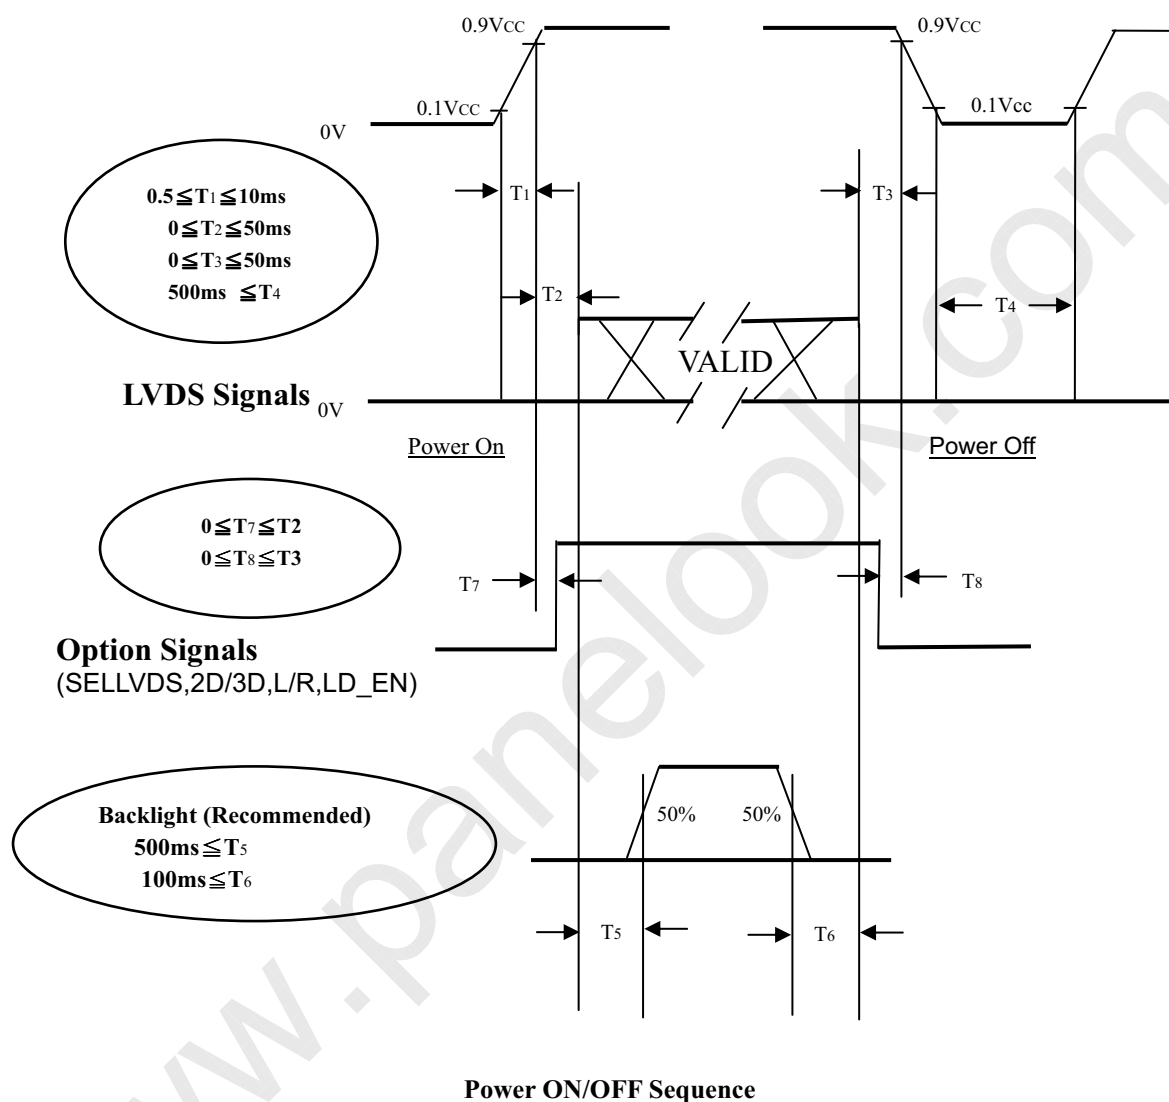 0.9VCC
0.9VCC
0.1VCC
0.1Vcc
0V
0.5≦T1≦10ms
0≦T2≦50ms
0≦T3≦50ms
500ms ≦T4
T1
T3
T2
T4
VALID
LVDS Signals
0V
Power On
Power Off
0≦T7≦T2
0≦T8≦T3
T7
T8
Option Signals
(SELLVDS,2D/3D,L/R,LD_EN)
Backlight (Recommended)
500ms≦T5
100ms≦T6
50%
50%
T5
T6
Power ON/OFF Sequence
www.panelook.com